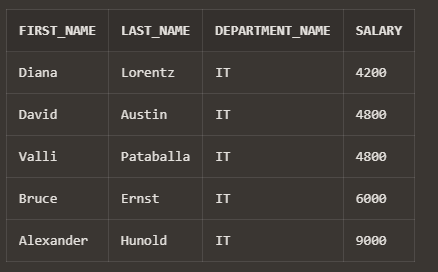 FIRST_NAME LAST_NAME DEPARTMENT_NAME SALARY
Diana Lorentz IT 4200
David Austin IT 4800
Valli Pataballa IT 4800
Bruce Ernst IT 6000
Alexander Hunold IT 9000